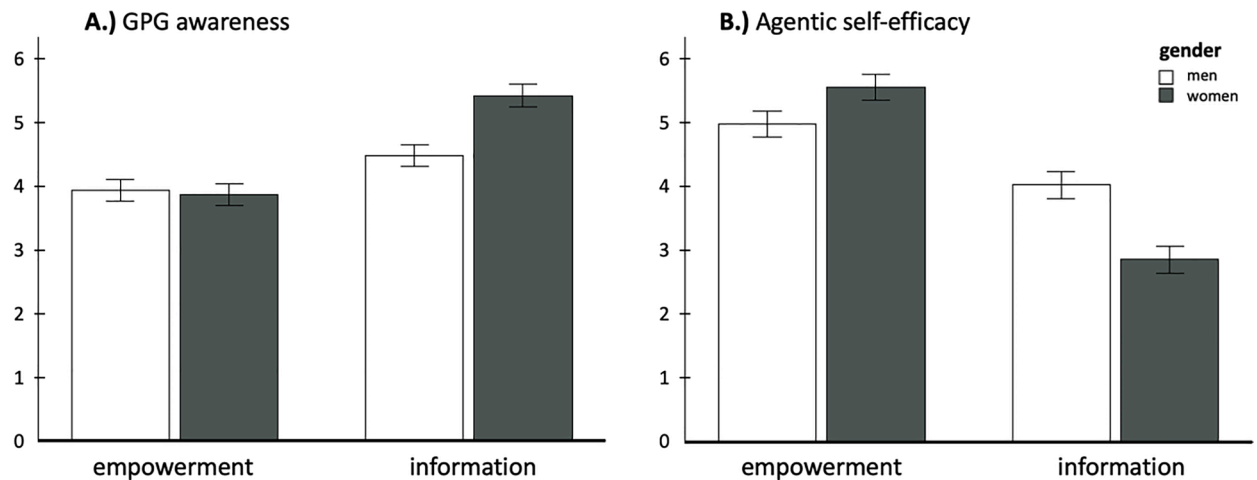 A.) GPG awareness
6
5
4
3
2
1
0
empowerment information
B.) Agentic self-efficacy
gender
men
women
6
5
4
3
2
1
0
empowerment information